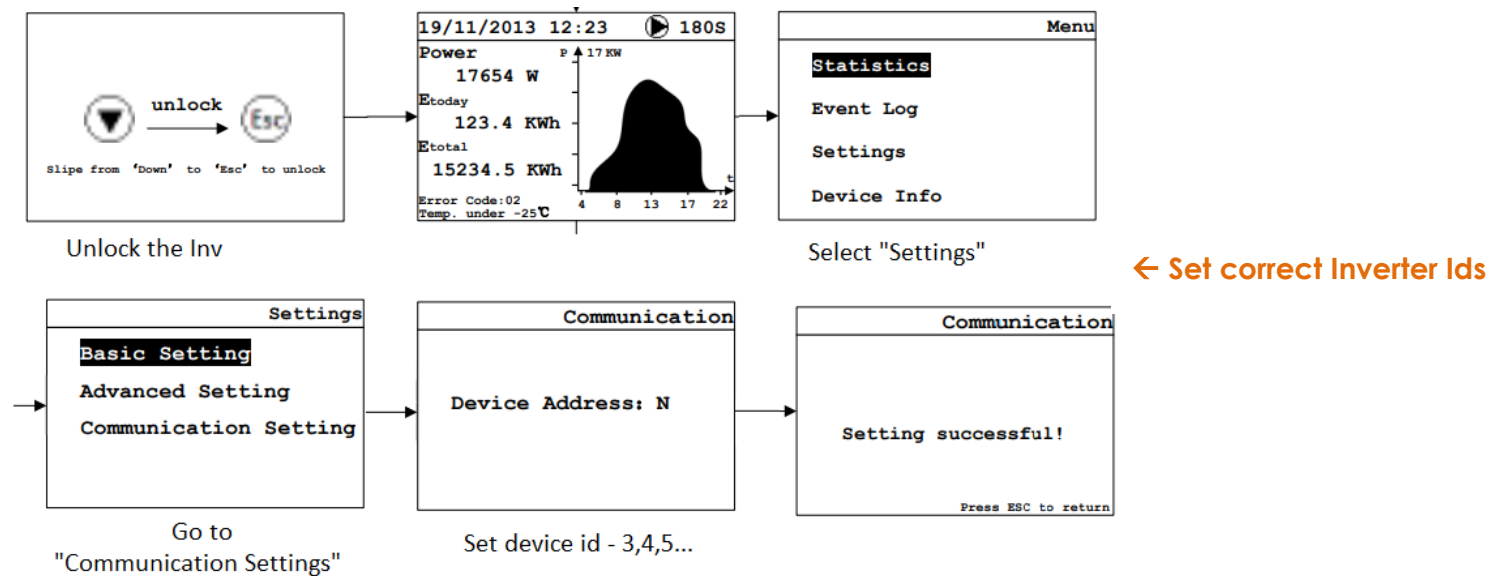 unlock
Esc
Slipe from ‘Down’ to ‘Esc’ to unlock
Unlock the Inv
19/11/2013 12:23 180S
Power
17654 W
Etoday
123.4 KWh
Etotal
15234.5 KWh
Error Code:02
Temp. under -25℃
P 17 KW
t
4 8 13 17 22
Menu
Statistics
Event Log
Settings
Device Info
Select "Settings"
← Set correct Inverter Ids
Settings
Basic Setting
Advanced Setting
Communication Setting
Go to
"Communication Settings"
Communication
Device Address: N
Set device id - 3,4,5...
Communication
Setting successful!
Press ESC to return